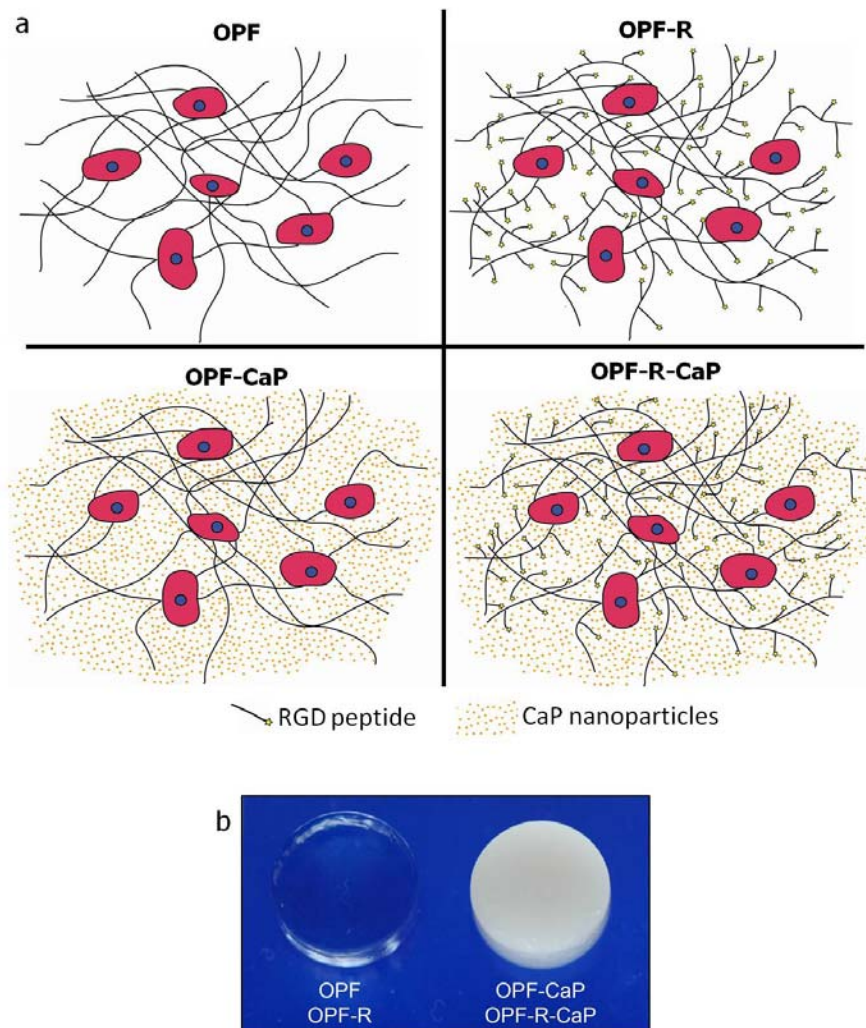 a
OPF
OPF-R
OPF-CaP
OPF-R-CaP
RGD peptide
CaP nanoparticles
b
OPF
OPF-R
OPF-CaP
OPF-R-CaP